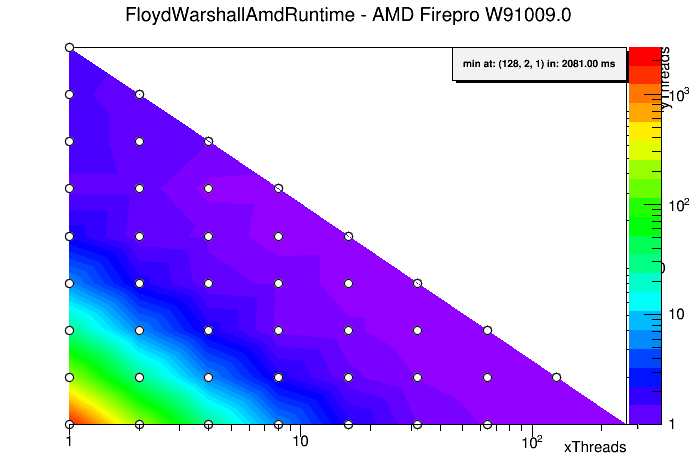 FloydWarshallAmdRuntime - AMD Firepro W91009.0
min at: (128, 2, 1) in: 2081.00 ms
yThreads
10³
10²
10
1
1
10
10²
xThreads